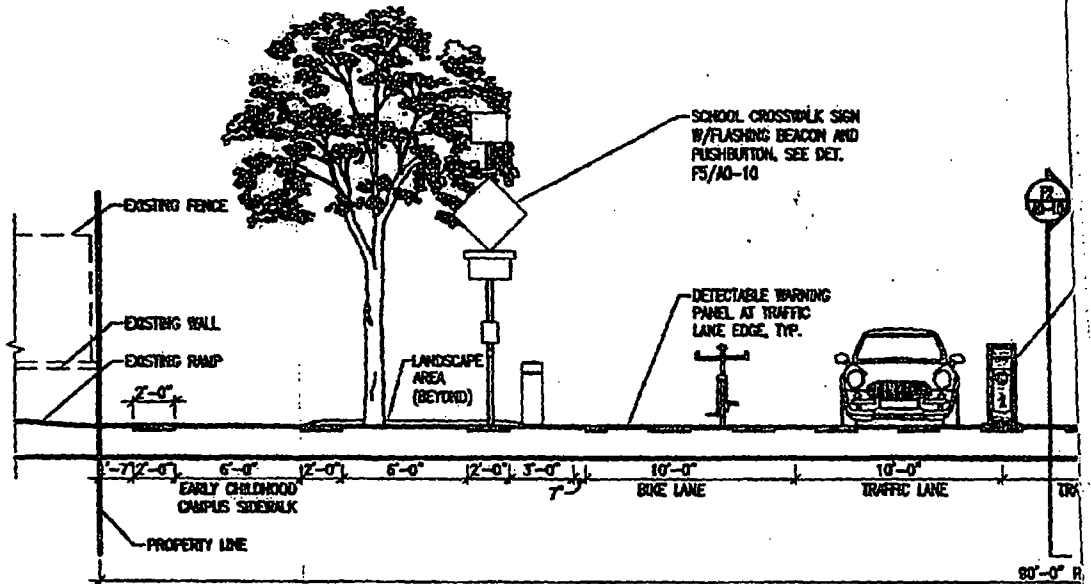 SCHOOL CROSSWALK SIGN
W/FLASHING BEACON AND
PUSHBUTTON, SEE DET.
F5/A0-10
F2
A0-10
EXISTING FENCE
DETECTABLE WARNING
PANEL AT TRAFFIC
LANE EDGE, TYP.
EXISTING WALL
EXISTING RAMP
LANDSCAPE
AREA
(BEYOND)
2'-0"
2'-0" 6'-0" 2'-0" 6'-0" 2'-0" 3'-0" 10'-0" 10'-0"
7"
EARLY CHILDHOOD
CAMPUS SIDEWALK
BIKE LANE
TRAFFIC LANE
PROPERTY LINE
80'-0"